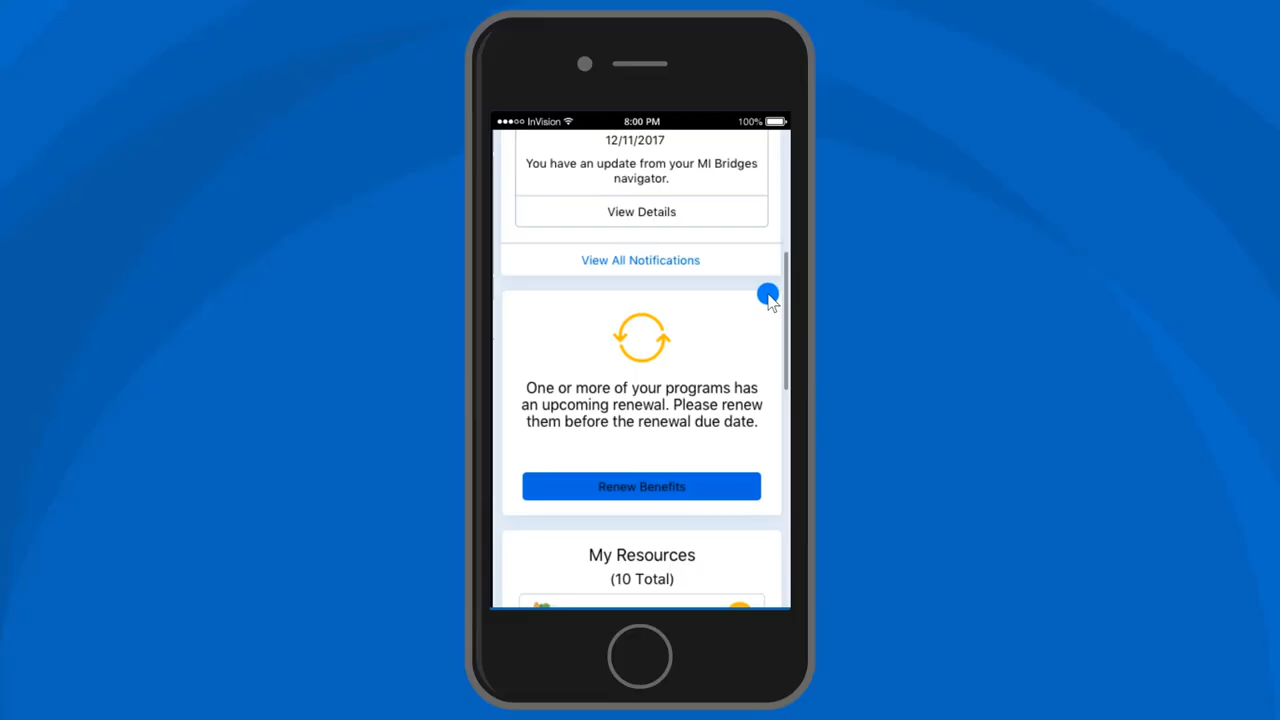 InVision 8:00 PM 100%
12/11/2017
You have an update from your MI Bridges
navigator.
View Details
View All Notifications
One or more of your programs has
an upcoming renewal. Please renew
them before the renewal due date.
Renew Benefits
My Resources
(10 Total)